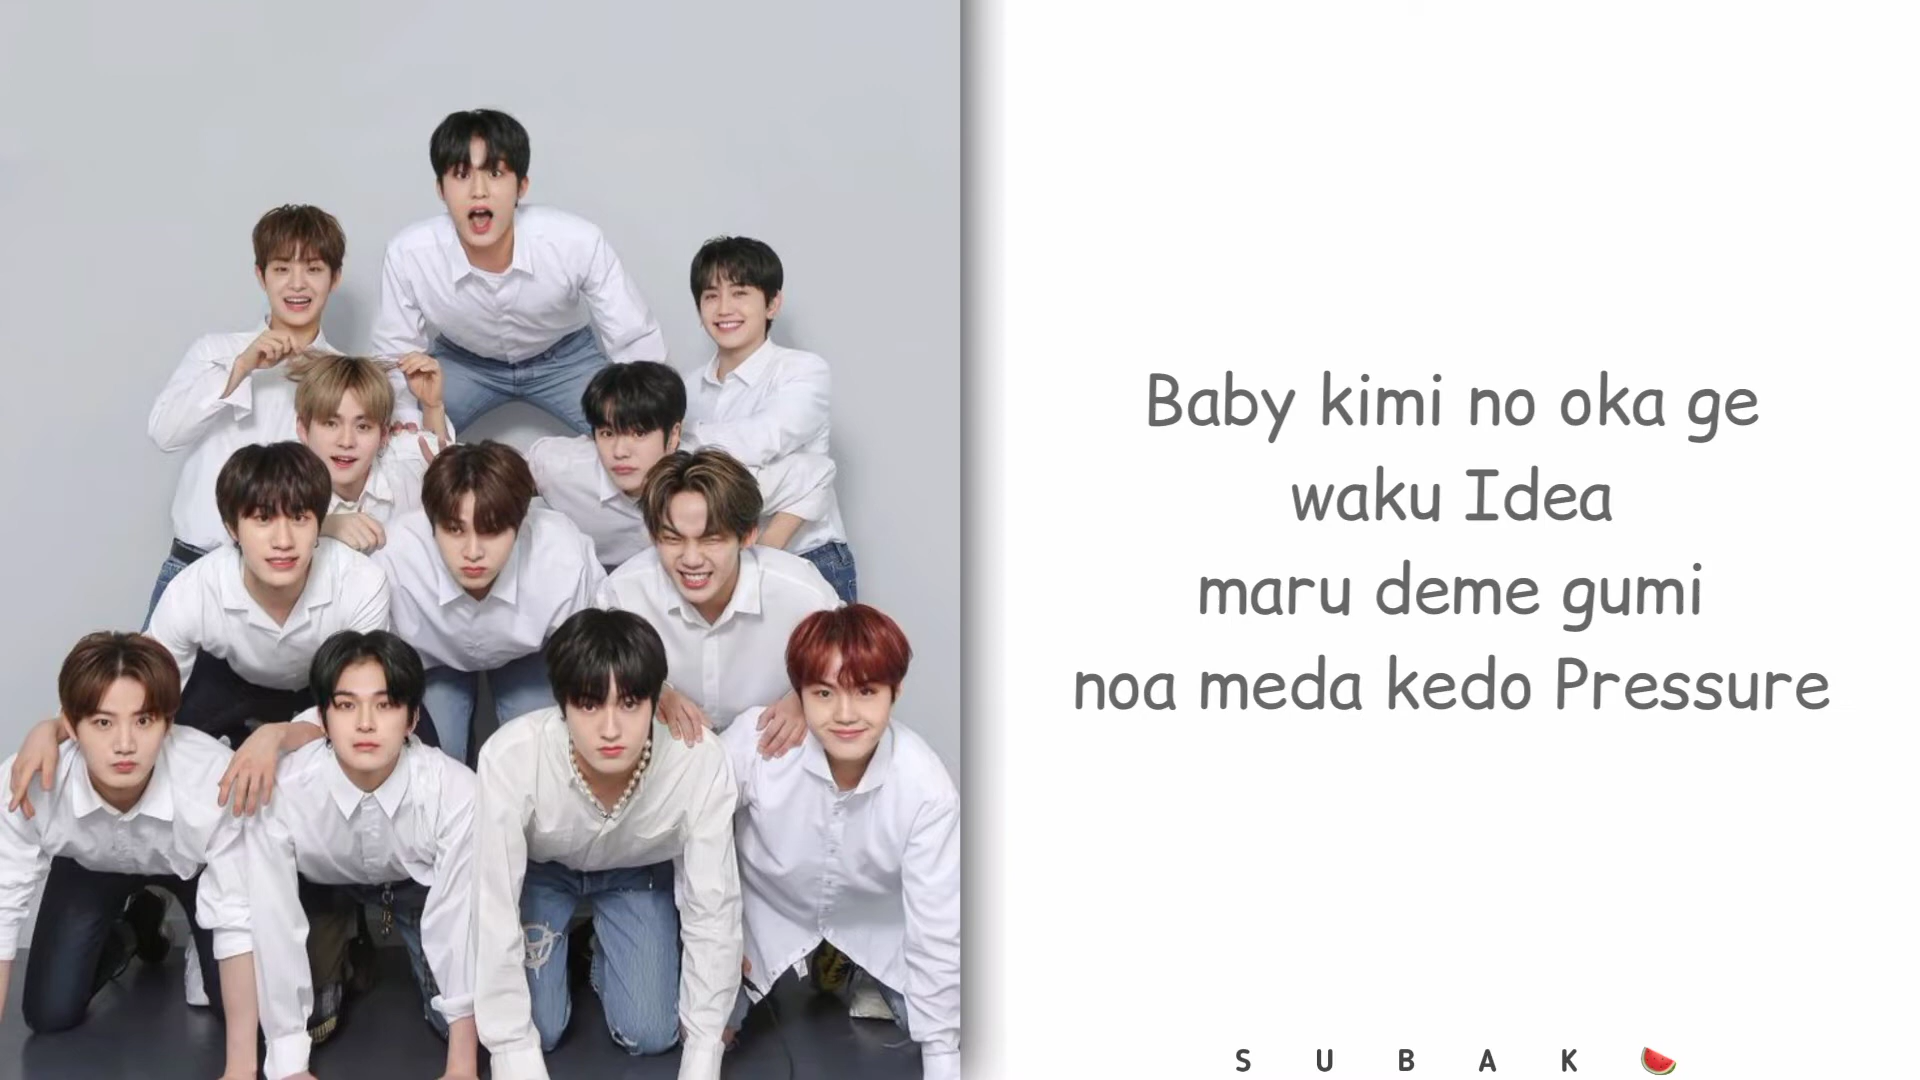 Baby kimi no oka ge
waku Idea
maru deme gumi
noa meda kedo Pressure
S U B A K